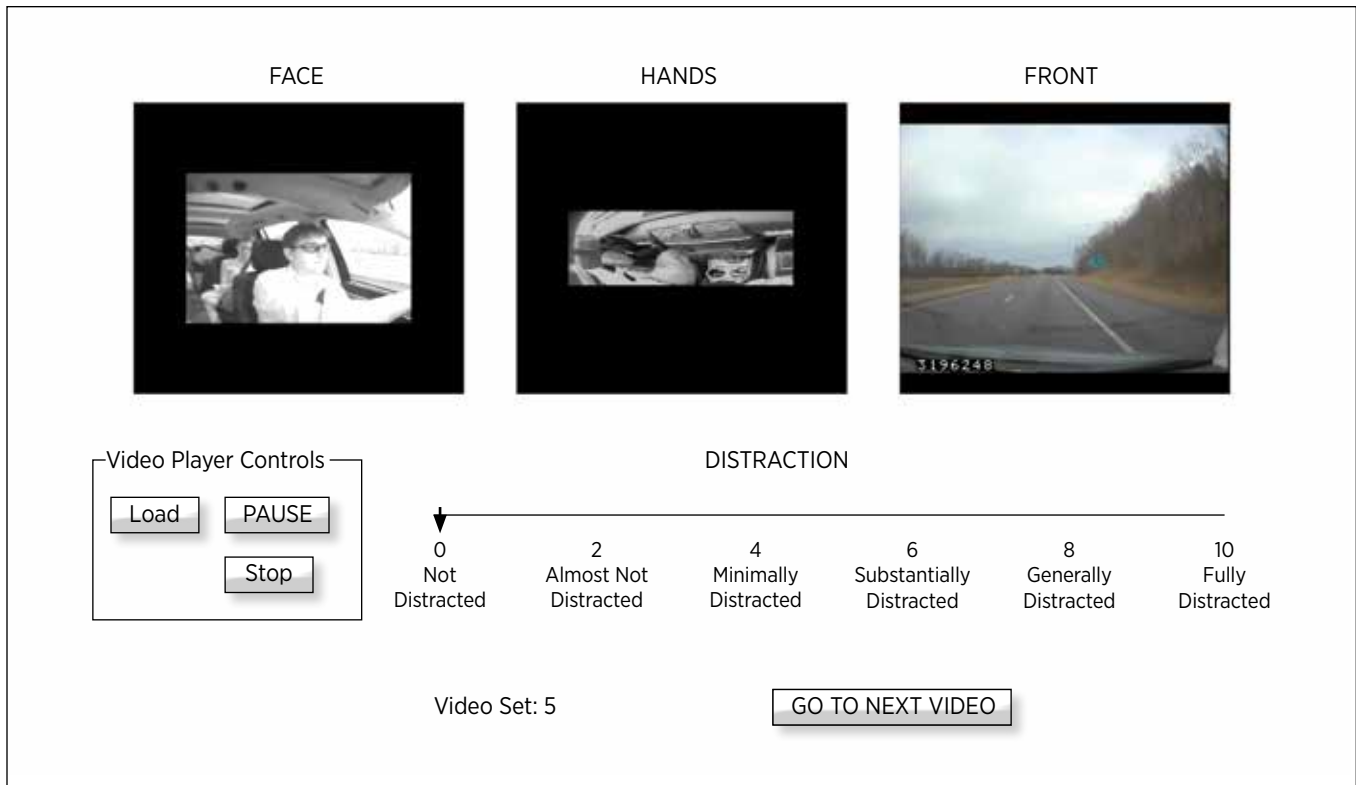 FACE HANDS FRONT
3196248
Video Player Controls
Load PAUSE
Stop
DISTRACTION
0 2 4 6 8 10
Not Almost Not Minimally Substantially Generally Fully
Distracted Distracted Distracted Distracted Distracted Distracted
Video Set: 5 GO TO NEXT VIDEO